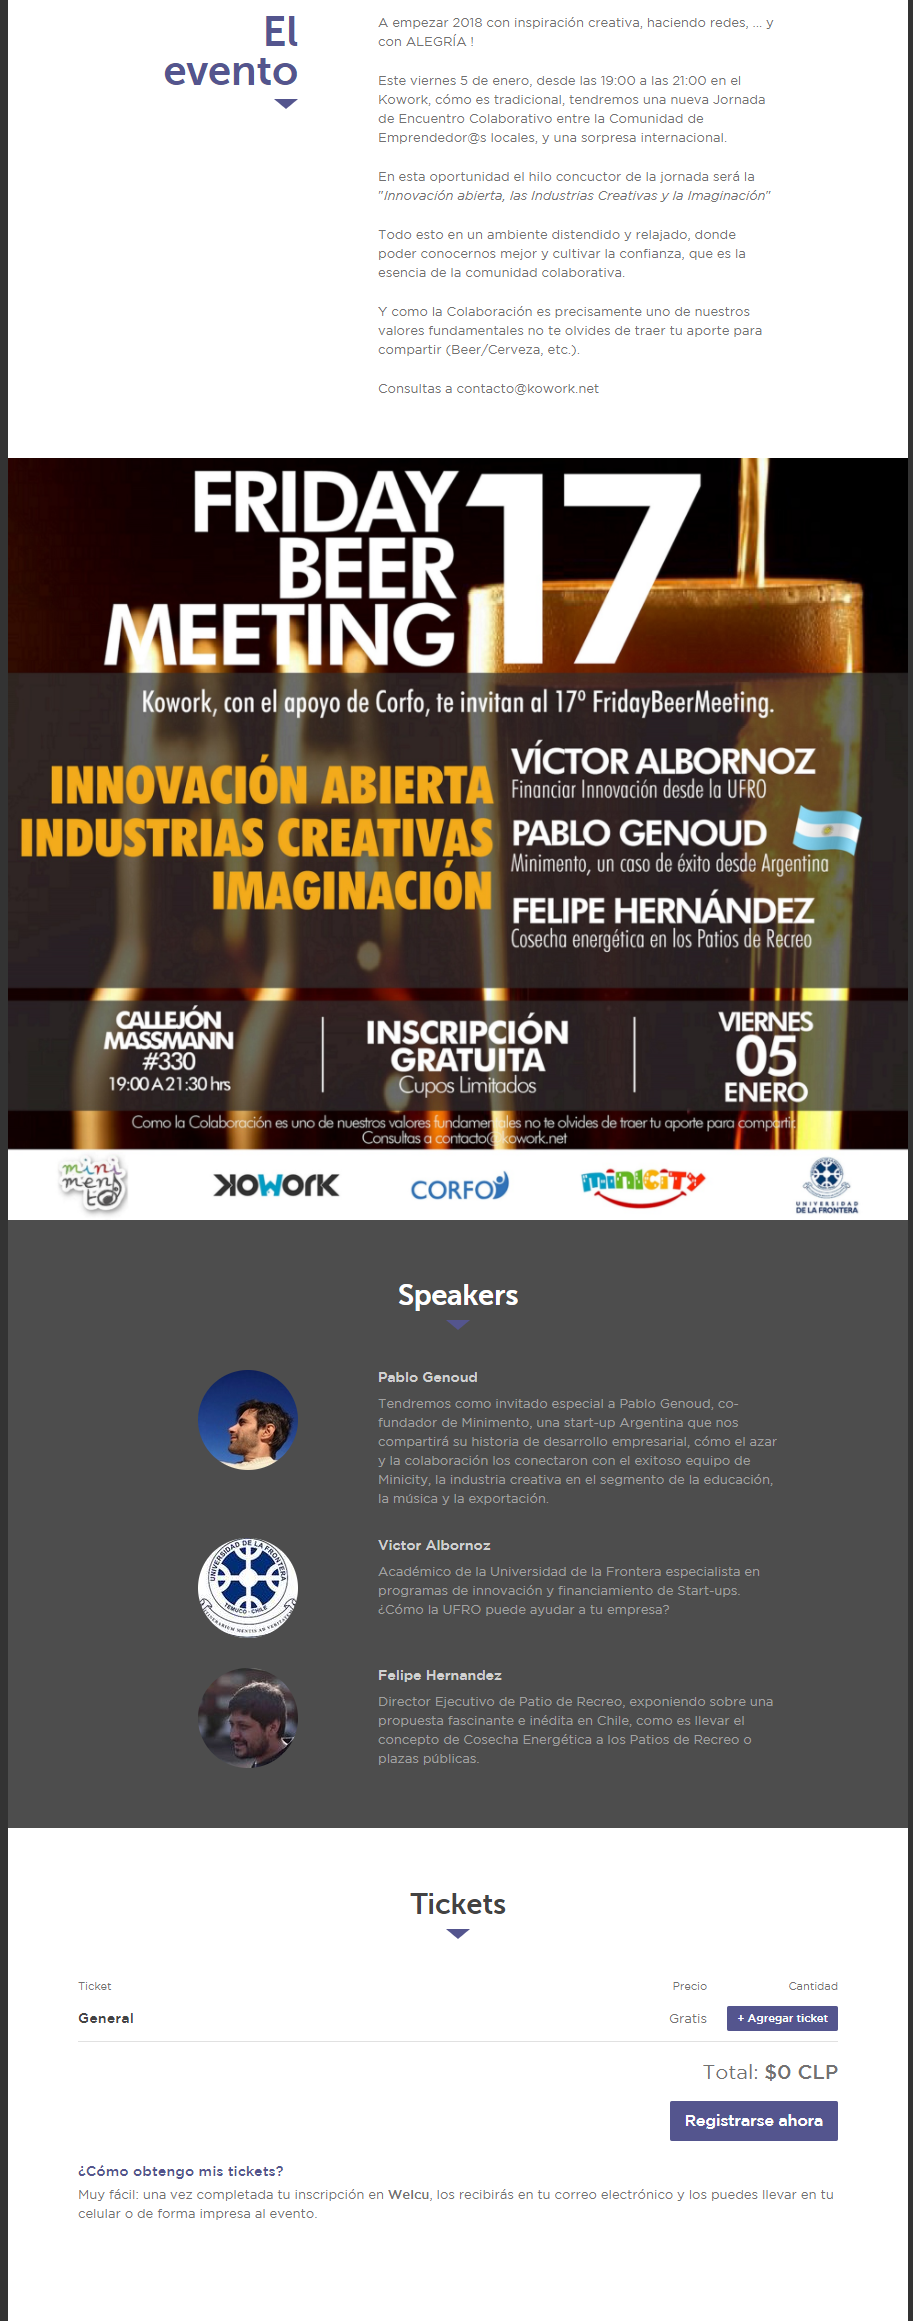 El
evento
A empezar 2018 con inspiración creativa, haciendo redes, ... y
con ALEGRÍA !
Este viernes 5 de enero, desde las 19:00 a las 21:00 en el
Kowork, cómo es tradicional, tendremos una nueva Jornada
de Encuentro Colaborativo entre la Comunidad de
Emprendedor@s locales, y una sorpresa internacional.
En esta oportunidad el hilo concuctor de la jornada será la
"Innovación abierta, las Industrias Creativas y la Imaginación"
Todo esto en un ambiente distendido y relajado, donde
poder conocernos mejor y cultivar la confianza, que es la
esencia de la comunidad colaborativa.
Y como la Colaboración es precisamente uno de nuestros
valores fundamentales no te olvides de traer tu aporte para
compartir (Beer/Cerveza, etc.).
Consultas a contacto@kowork.net
FRIDAY
BEER
MEETING
17
Kowork, con el apoyo de Corfo, te invitan al 17º FridayBeerMeeting.
INNOVACIÓN ABIERTA
INDUSTRIAS CREATIVAS
IMAGINACIÓN
VÍCTOR ALBORNOZ
Financiar Innovación desde la UFRO
PABLO GENOUD
Minimento, un caso de éxito desde Argentina
FELIPE HERNÁNDEZ
Cosecha energética en los Patios de Recreo
CALLEJÓN
MASSMANN
#330
19:00 A 21:30 hrs
INSCRIPCIÓN
GRATUITA
Cupos Limitados
VIERNES
05
ENERO
Como la Colaboración es uno de nuestros valores fundamentales no te olvides de traer tu aporte para compartir.
Consultas a contacto@kowork.net
minimento
KOWORK
CORFO
MINICITY
UNIVERSIDAD
DE LA FRONTERA
Speakers
Pablo Genoud
Tendremos como invitado especial a Pablo Genoud, co-
fundador de Minimento, una start-up Argentina que nos
compartirá su historia de desarrollo empresarial, cómo el azar
y la colaboración los conectaron con el exitoso equipo de
Minicity, la industria creativa en el segmento de la educación,
la música y la exportación.
UNIVERSIDAD DE LA FRONTERA
TEMUCO - CHILE
Victor Albornoz
Académico de la Universidad de la Frontera especialista en
programas de innovación y financiamiento de Start-ups.
¿Cómo la UFRO puede ayudar a tu empresa?
Felipe Hernandez
Director Ejecutivo de Patio de Recreo, exponiendo sobre una
propuesta fascinante e inédita en Chile, como es llevar el
concepto de Cosecha Energética a los Patios de Recreo o
plazas públicas.
Tickets
Ticket Precio Cantidad
General Gratis + Agregar ticket
Total: $0 CLP
Registrarse ahora
¿Cómo obtengo mis tickets?
Muy fácil: una vez completada tu inscripción en Welcu, los recibirás en tu correo electrónico y los puedes llevar en tu
celular o de forma impresa al evento.